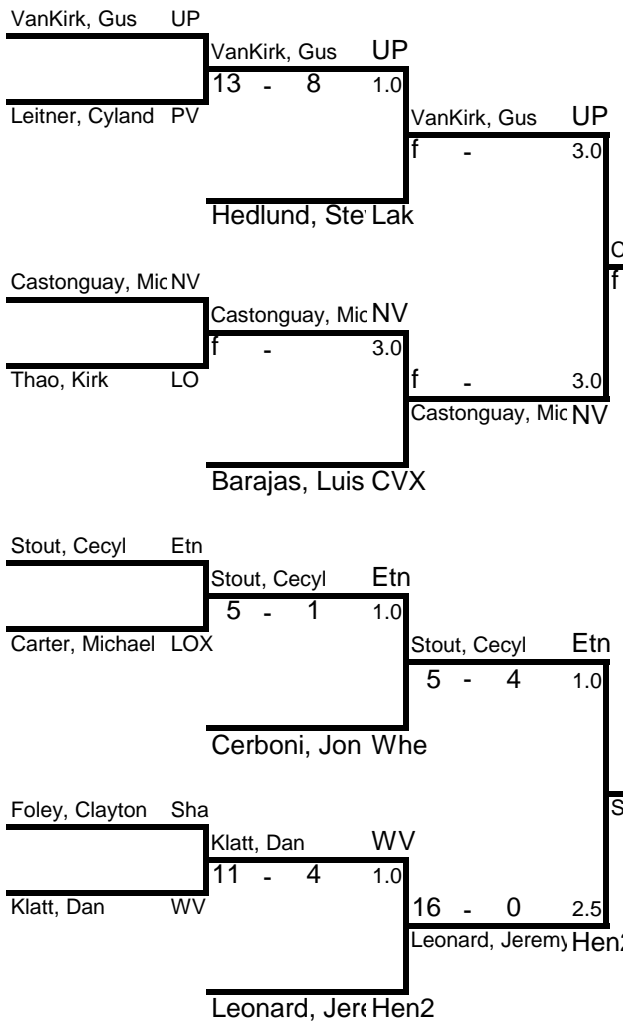 VanKirk, Gus UP
VanKirk, Gus UP
13 - 8 1.0
Leitner, Cyland PV
VanKirk, Gus UP
f - 3.0
Hedlund, Ste Lak
C
f
Castonguay, Mic NV
Castonguay, Mic NV
f - 3.0
Thao, Kirk LO
f - 3.0
Castonguay, Mic NV
Barajas, Luis CVX
Stout, Cecyl Etn
Stout, Cecyl Etn
5 - 1 1.0
Carter, Michael LOX
Stout, Cecyl Etn
5 - 4 1.0
Cerboni, Jon Whe
S
Foley, Clayton Sha
Klatt, Dan WV
11 - 4 1.0
Klatt, Dan WV
16 - 0 2.5
Leonard, Jeremy Hen2
Leonard, Jere Hen2